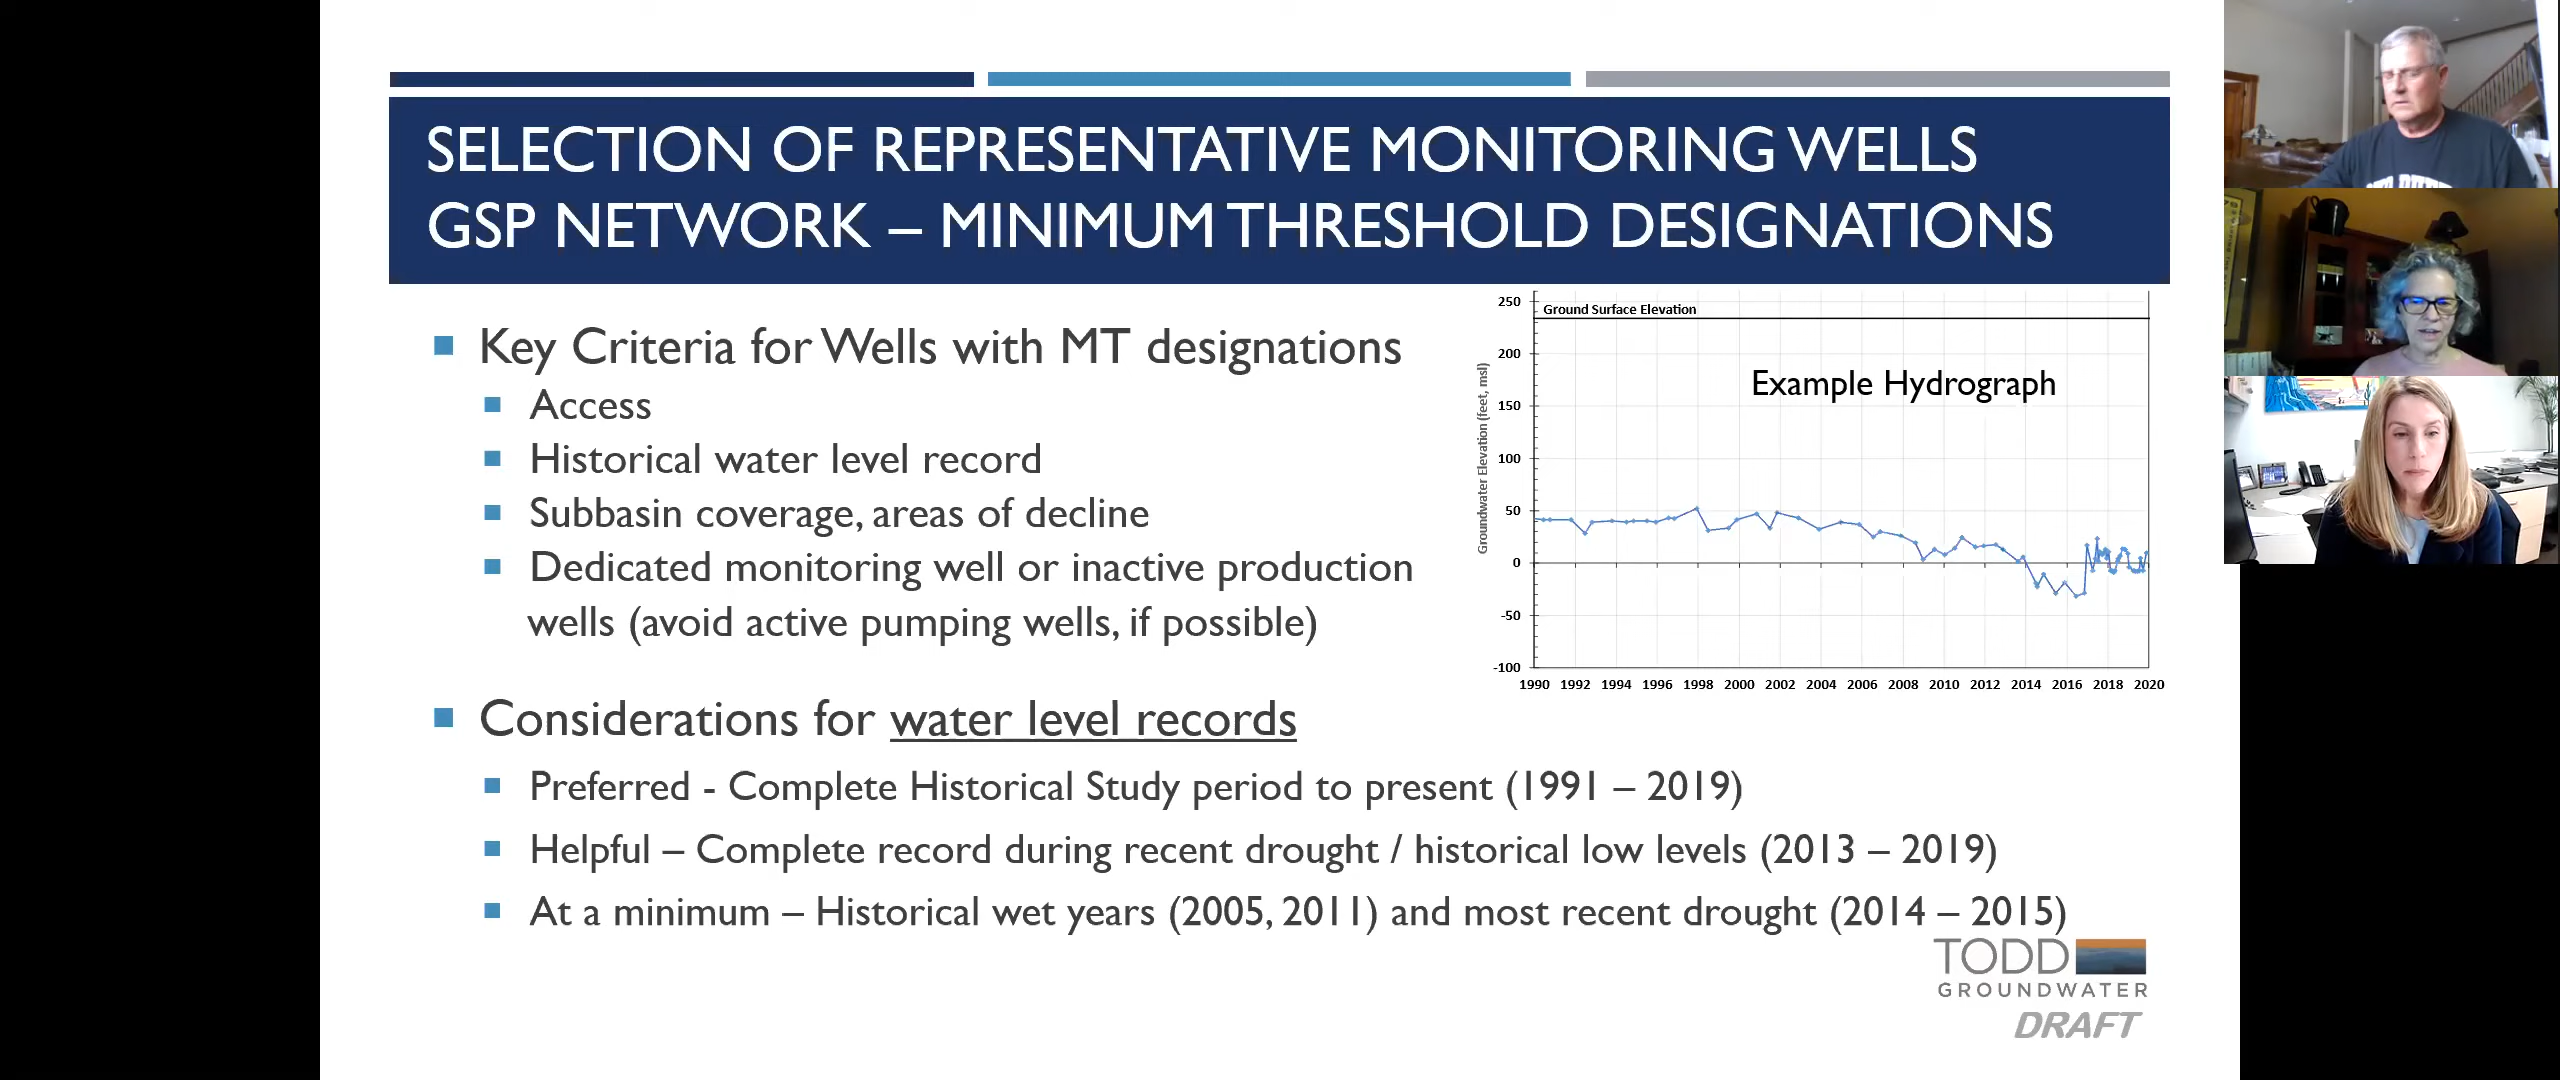 SELECTION OF REPRESENTATIVE MONITORING WELLS
GSP NETWORK – MINIMUM THRESHOLD DESIGNATIONS
Key Criteria for Wells with MT designations
Access
Historical water level record
Subbasin coverage, areas of decline
Dedicated monitoring well or inactive production
wells (avoid active pumping wells, if possible)
Ground Surface Elevation
Example Hydrograph
Groundwater Elevation (feet, msl)
250
200
150
100
50
0
-50
-100
1990 1992 1994 1996 1998 2000 2002 2004 2006 2008 2010 2012 2014 2016 2018 2020
Considerations for water level records
Preferred - Complete Historical Study period to present (1991 – 2019)
Helpful – Complete record during recent drought / historical low levels (2013 – 2019)
At a minimum – Historical wet years (2005, 2011) and most recent drought (2014 – 2015)
TODD
GROUNDWATER
DRAFT